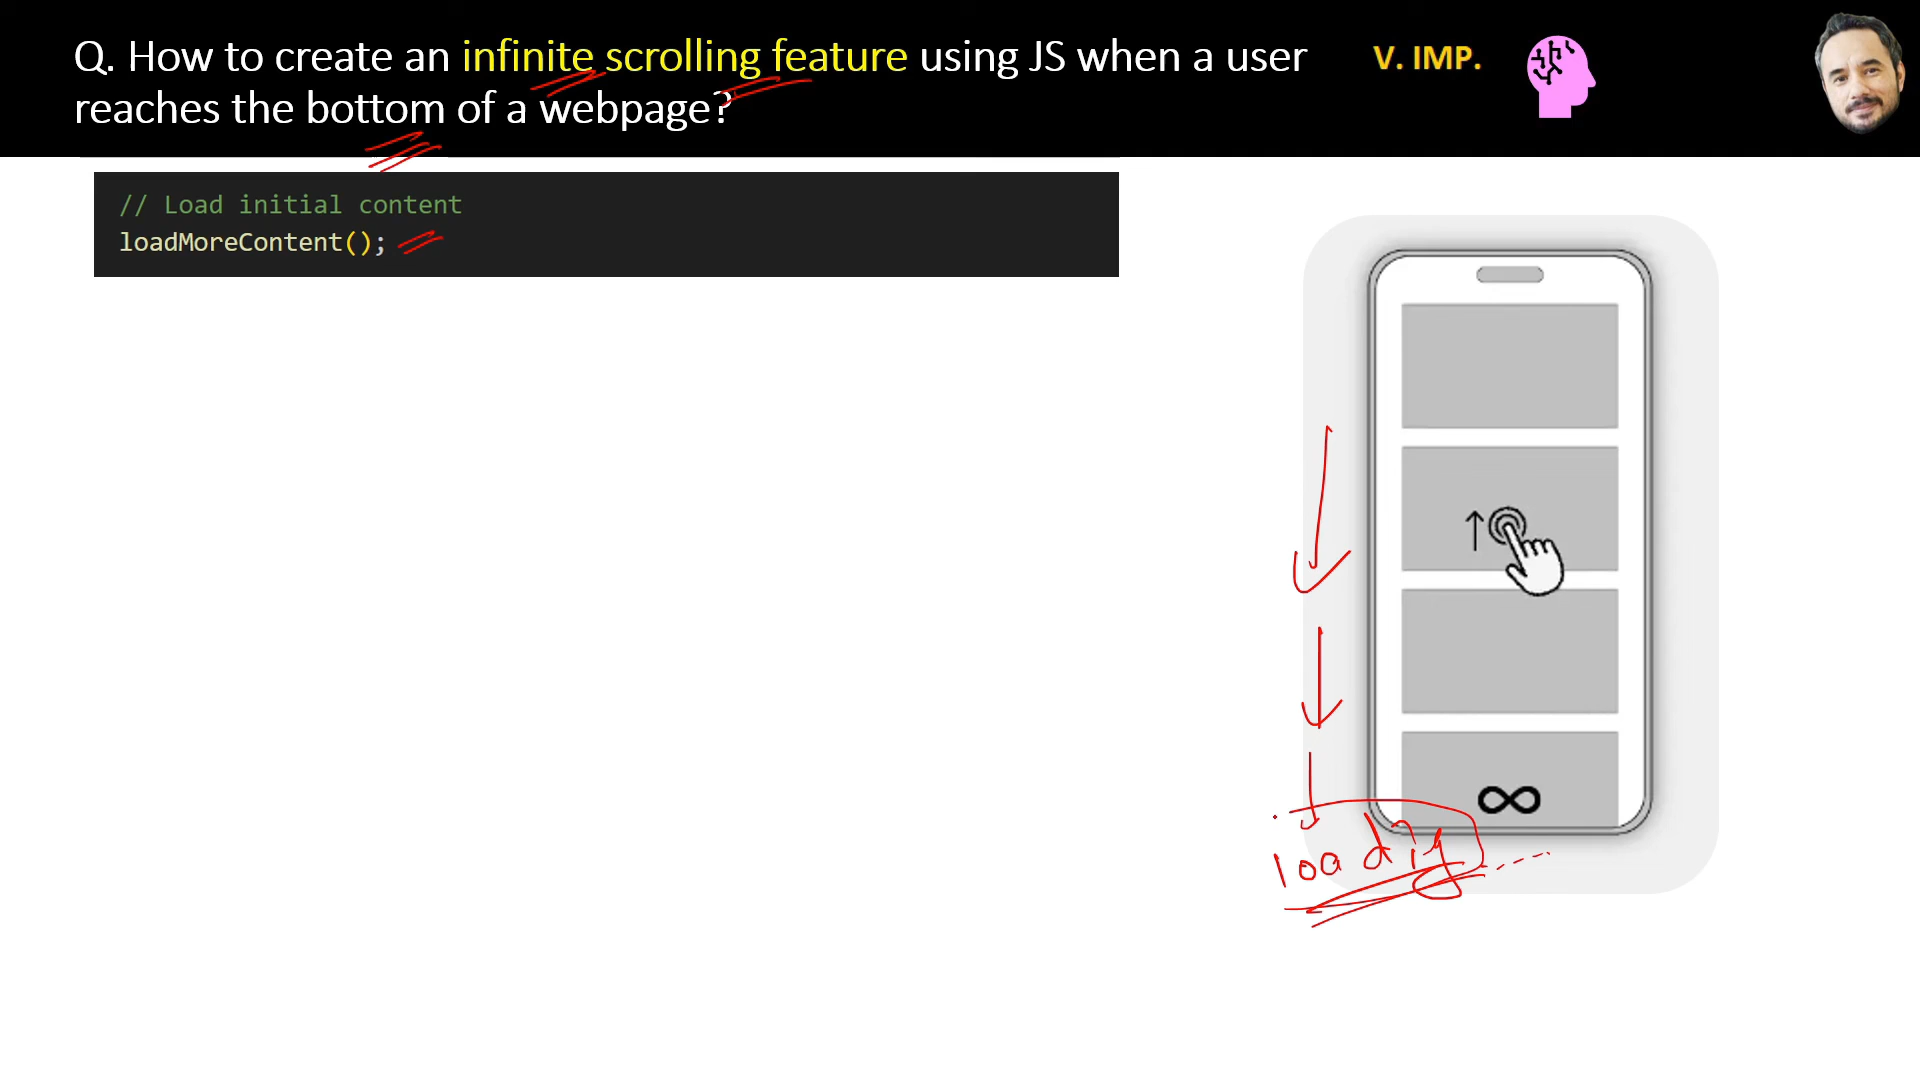 Q. How to create an infinite scrolling feature using JS when a user
reaches the bottom of a webpage?
V. IMP.
// Load initial content
loadMoreContent();
∞